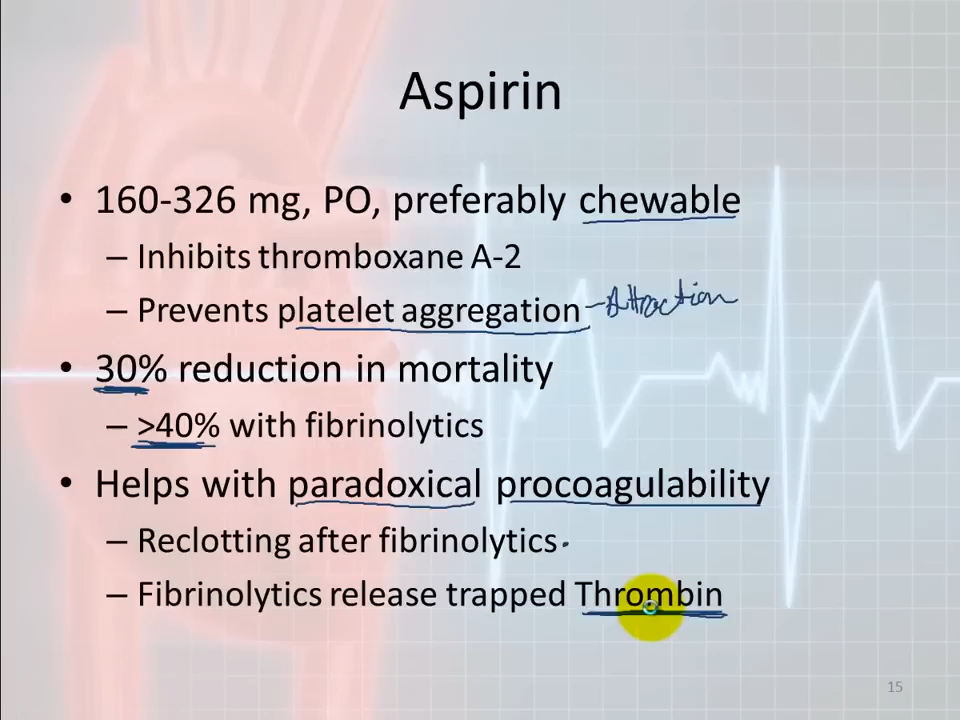 Aspirin
• 160-326 mg, PO, preferably chewable
– Inhibits thromboxane A-2
– Prevents platelet aggregation – Attraction
• 30% reduction in mortality
– >40% with fibrinolytics
• Helps with paradoxical procoagulability
– Reclotting after fibrinolytics
– Fibrinolytics release trapped Thrombin
15